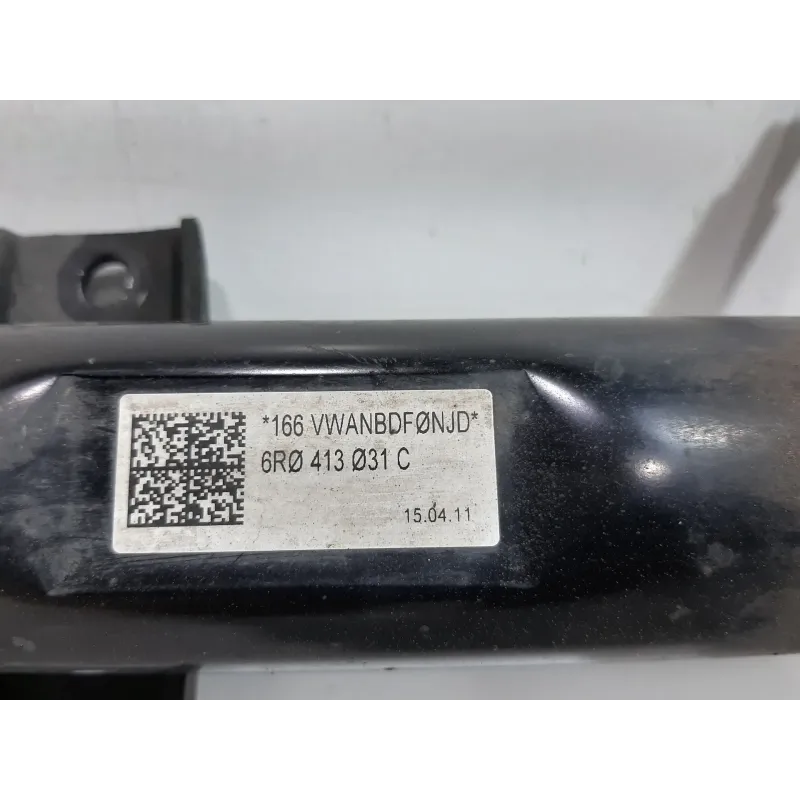 *166 VWANBDFØNJD*
6RØ 413 Ø31 C
15.04.11